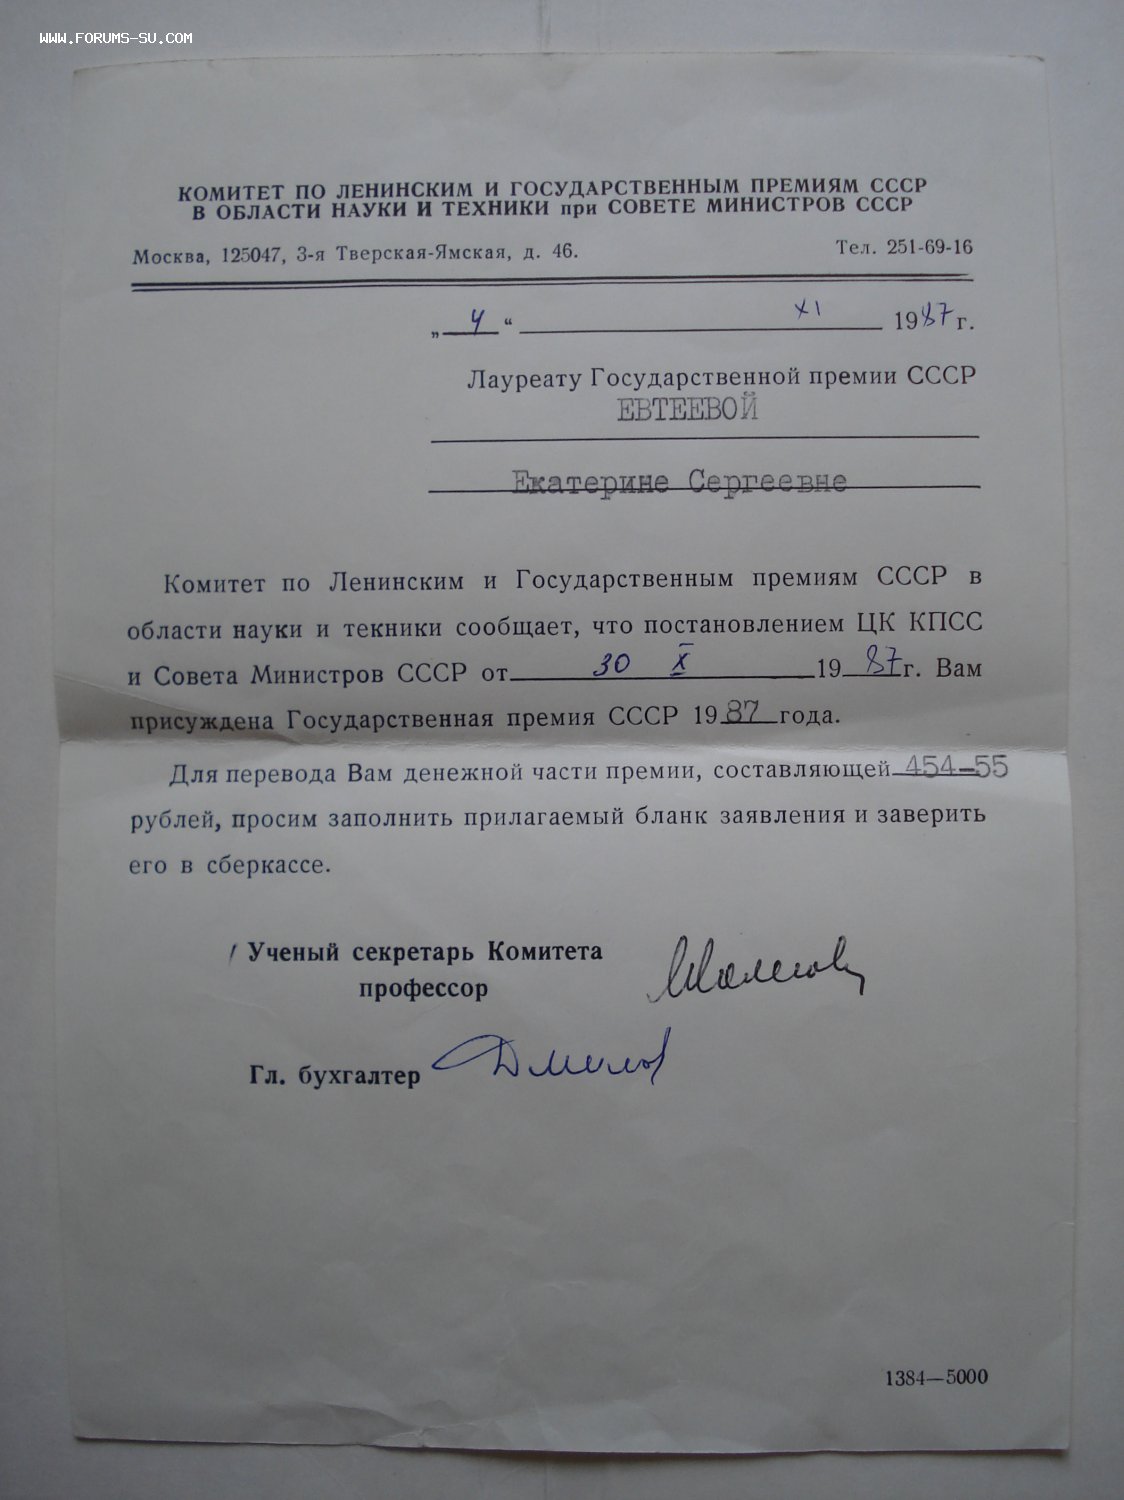 WWW.FORUMS-SU.COM
КОМИТЕТ ПО ЛЕНИНСКИМ И ГОСУДАРСТВЕННЫМ ПРЕМИЯМ СССР
В ОБЛАСТИ НАУКИ И ТЕХНИКИ при СОВЕТЕ МИНИСТРОВ СССР
Москва, 125047, 3-я Тверская-Ямская, д. 46. Тел. 251-69-16
„4“ XI 1987 г.
Лауреату Государственной премии СССР
ЕВТЕЕВОЙ
Екатерине Сергеевне
Комитет по Ленинским и Государственным премиям СССР в
области науки и текники сообщает, что постановлением ЦК КПСС
и Совета Министров СССР от 30 X 1987г. Вам
присуждена Государственная премия СССР 1987 года.
Для перевода Вам денежной части премии, составляющей 454-55
рублей, просим заполнить прилагаемый бланк заявления и заверить
его в сберкассе.
Ученый секретарь Комитета
профессор
Гл. бухгалтер
1384—5000